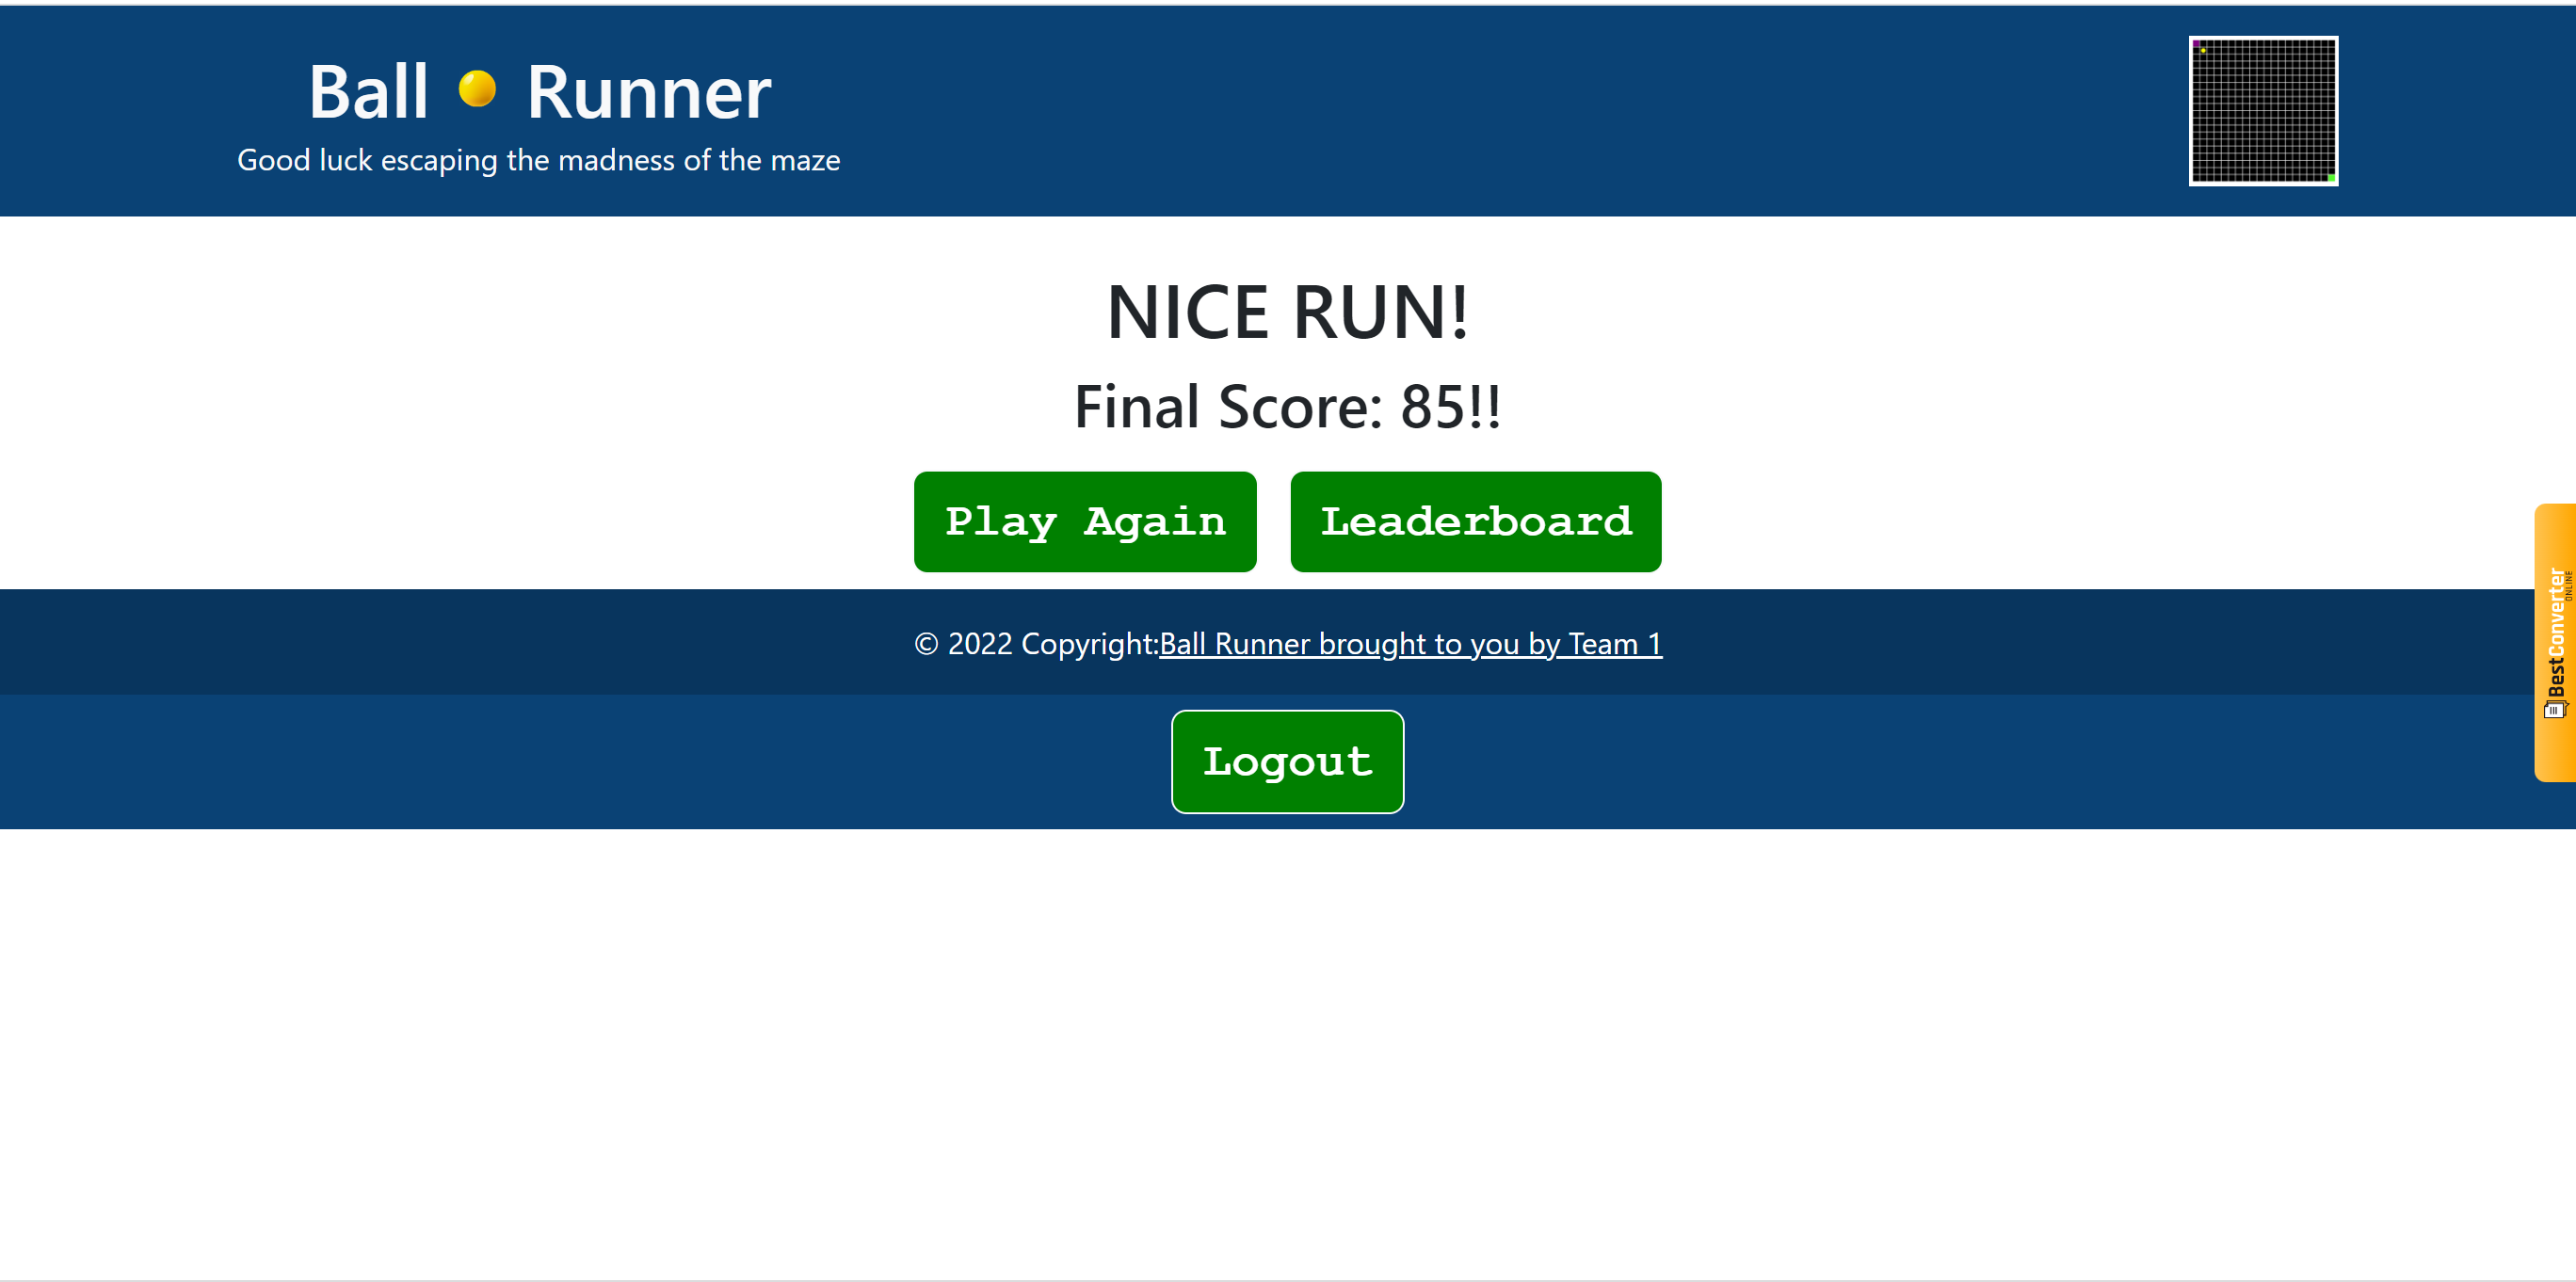 Ball Runner
Good luck escaping the madness of the maze
NICE RUN!
Final Score: 85!!
Play Again
Leaderboard
© 2022 Copyright:Ball Runner brought to you by Team 1
Logout
BestConverter
ONLINE